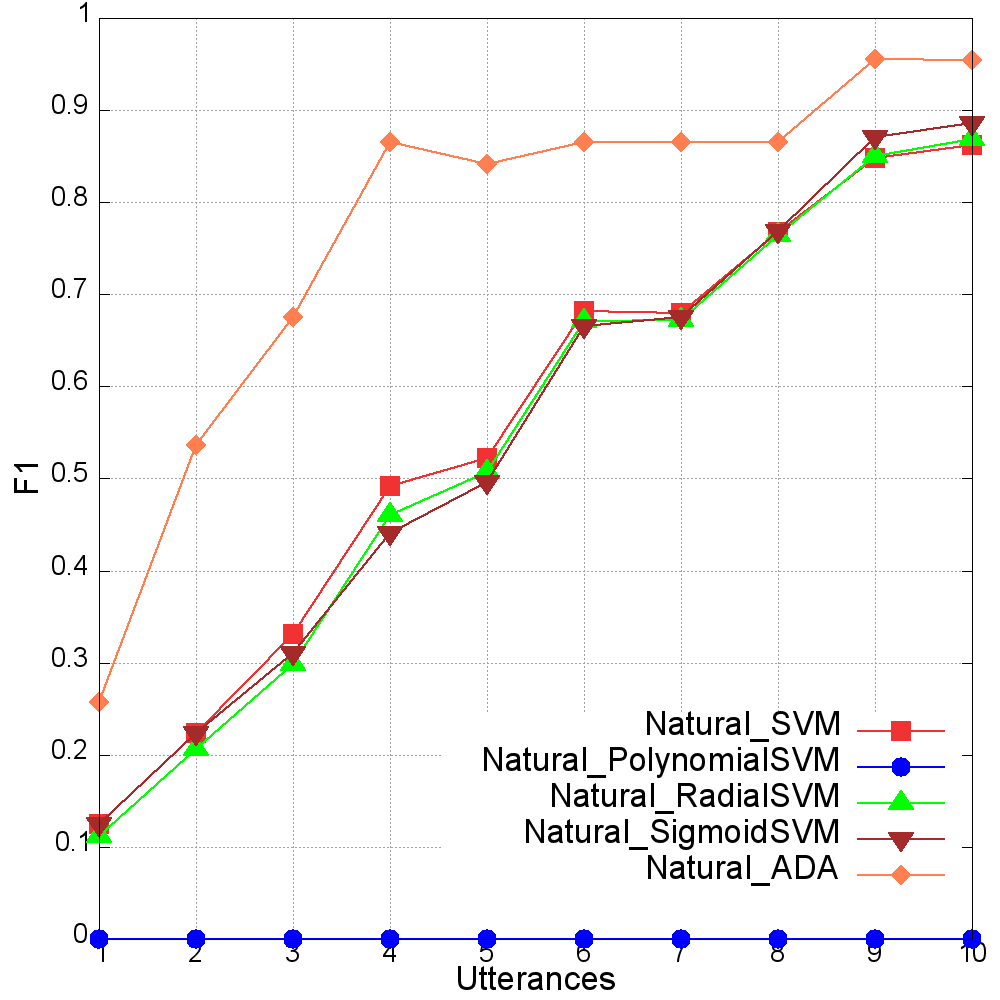 1
0.9
0.8
0.7
0.6
0.5
0.4
0.3
0.2
0.1
0
F1
Natural_SVM
Natural_PolynomialSVM
Natural_RadialSVM
Natural_SigmoidSVM
Natural_ADA
1 2 3 4 5 6 7 8 9 10
Utterances